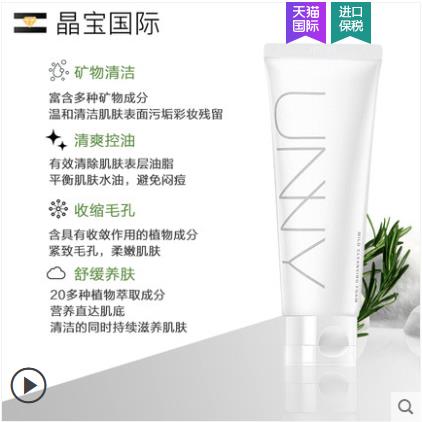 晶宝国际
天猫
国际
进口
保税
矿物清洁
富含多种矿物成分
温和清洁肌肤表面污垢彩妆残留
清爽控油
有效清除肌肤表层油脂
平衡肌肤水油，避免闷痘
收缩毛孔
含具有收敛作用的植物成分
紧致毛孔，柔嫩肌肤
舒缓养肤
20多种植物萃取成分
营养直达肌底
清洁的同时持续滋养肌肤
UNNY
MILD CLEANSING FOAM